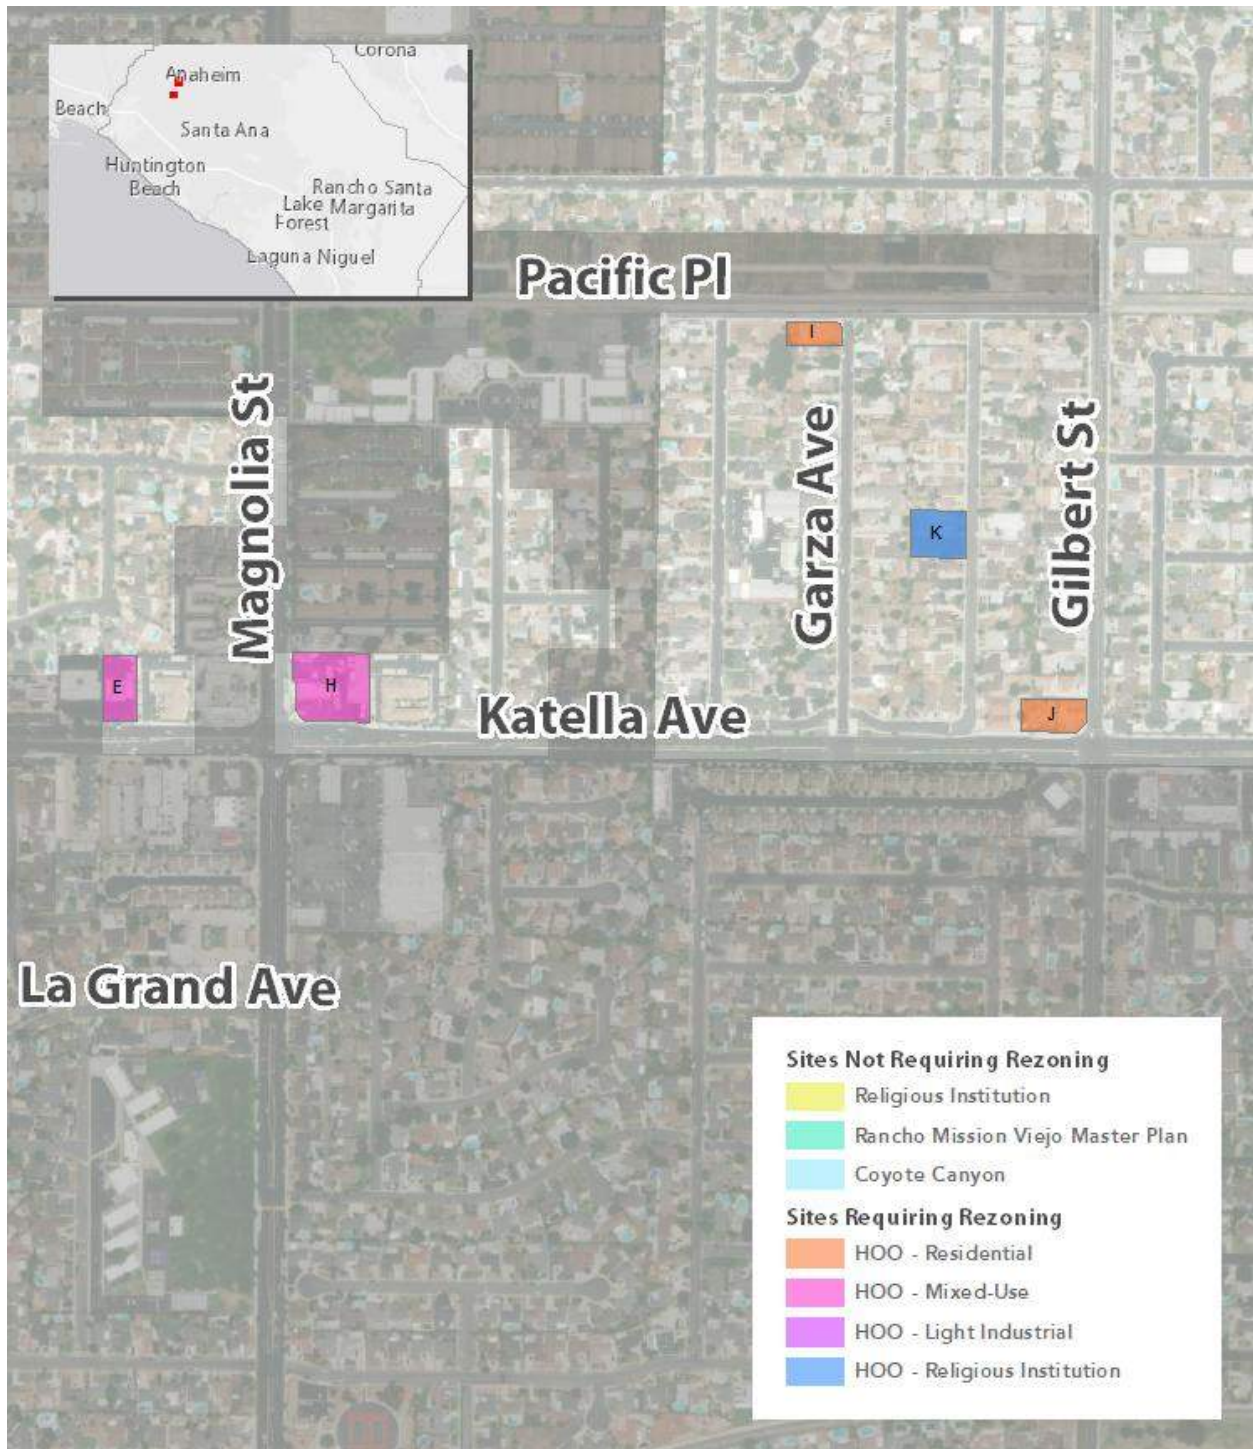 Corona
Anaheim
Beach
Santa Ana
Huntington
Beach
Rancho Santa
Lake Margarita
Forest
Laguna Niguel
Pacific Pl
I
Magnolia St
Garza Ave
Gilbert St
K
E
H
Katella Ave
J
La Grand Ave
Sites Not Requiring Rezoning
Religious Institution
Rancho Mission Viejo Master Plan
Coyote Canyon
Sites Requiring Rezoning
HOO - Residential
HOO - Mixed-Use
HOO - Light Industrial
HOO - Religious Institution